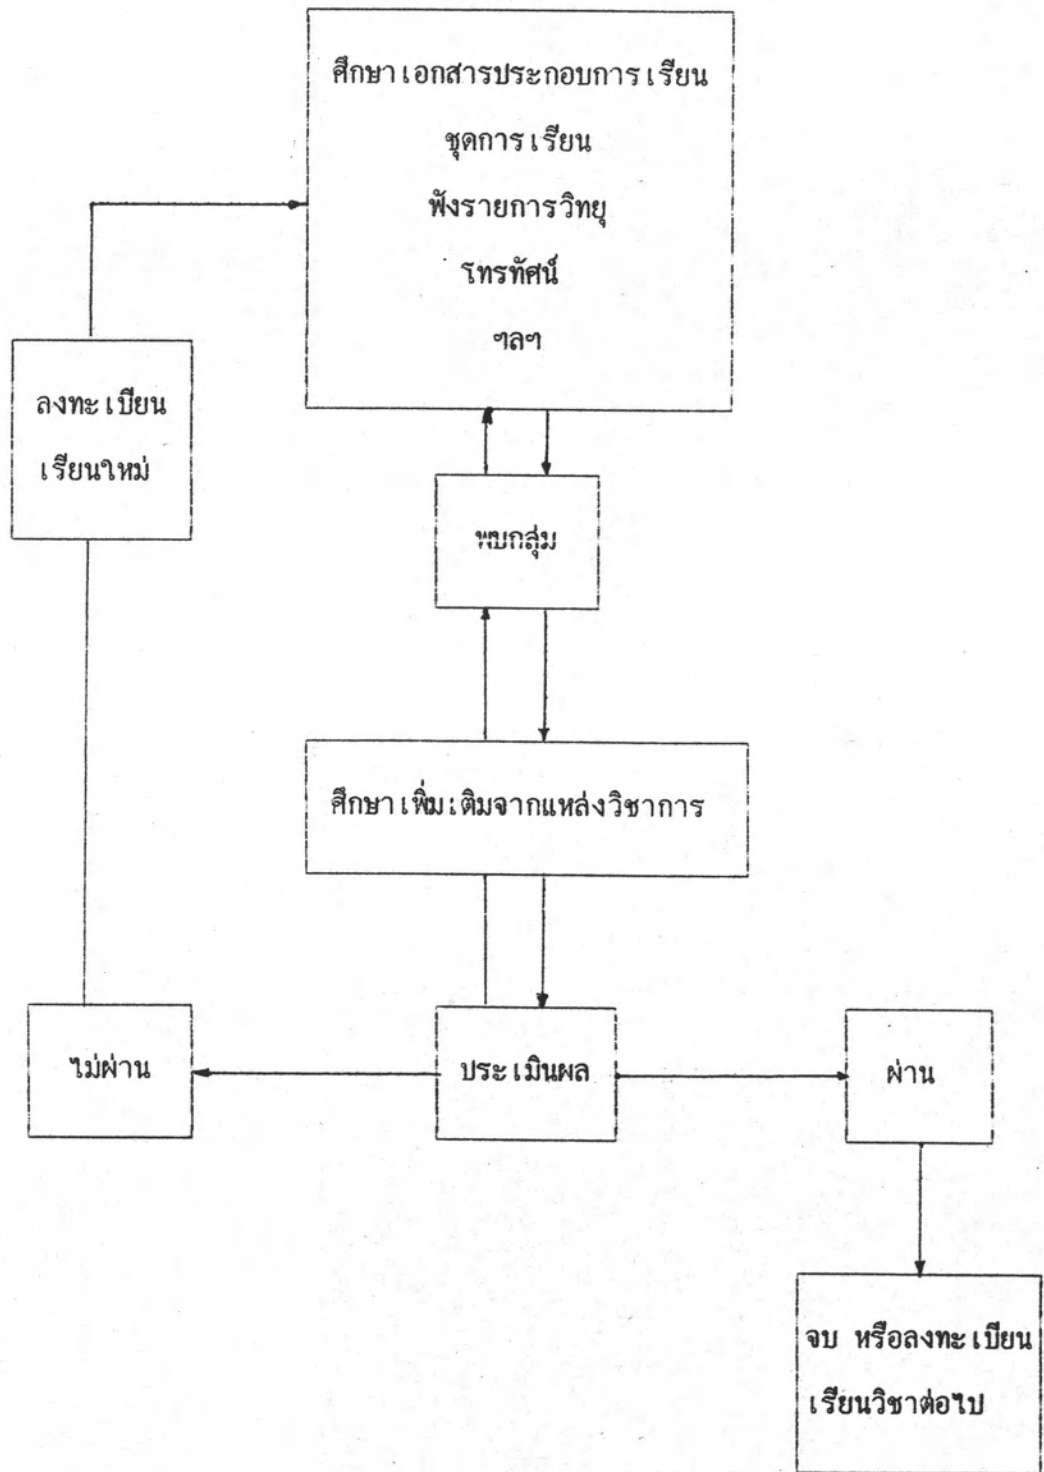 ศึกษาเอกสารประกอบการเรียน
ชุดการเรียน
ฟังรายการวิทยุ
โทรทัศน์
ฯลฯ
ลงทะเบียน
เรียนใหม่
พบกลุ่ม
ศึกษาเพิ่มเติมจากแหล่งวิชาการ
ไม่ผ่าน
ประเมินผล
ผ่าน
จบ หรือลงทะเบียน
เรียนวิชาต่อไป